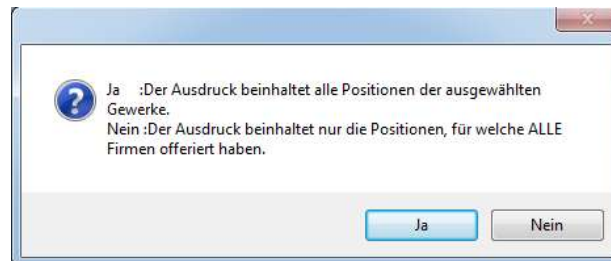 Ja :Der Ausdruck beinhaltet alle Positionen der ausgewählten
Gewerke.
Nein :Der Ausdruck beinhaltet nur die Positionen, für welche ALLE
Firmen offeriert haben.
Ja
Nein